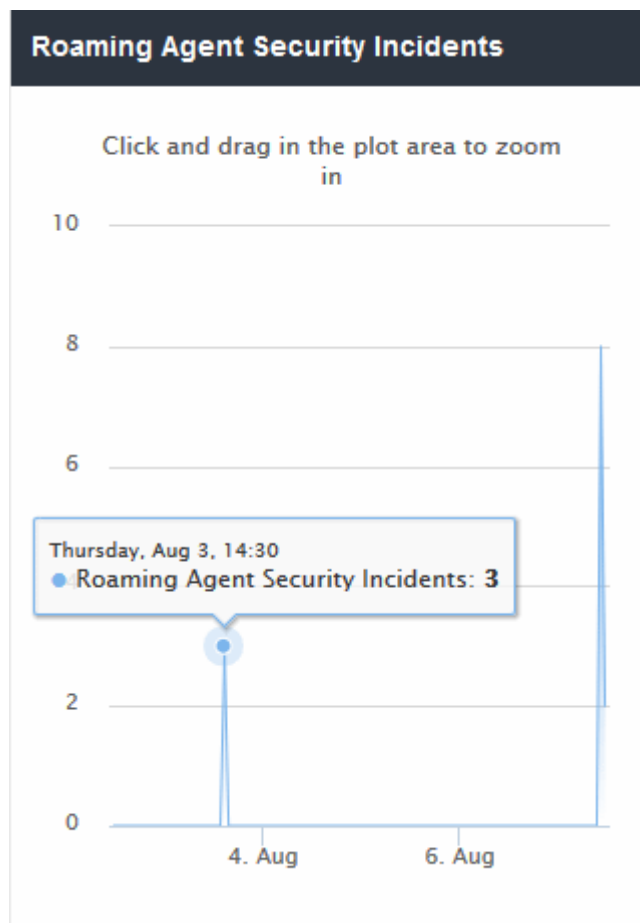 Roaming Agent Security Incidents
Click and drag in the plot area to zoom
in
10
8
6
Thursday, Aug 3, 14:30
Roaming Agent Security Incidents: 3
4
2
0
4. Aug
6. Aug